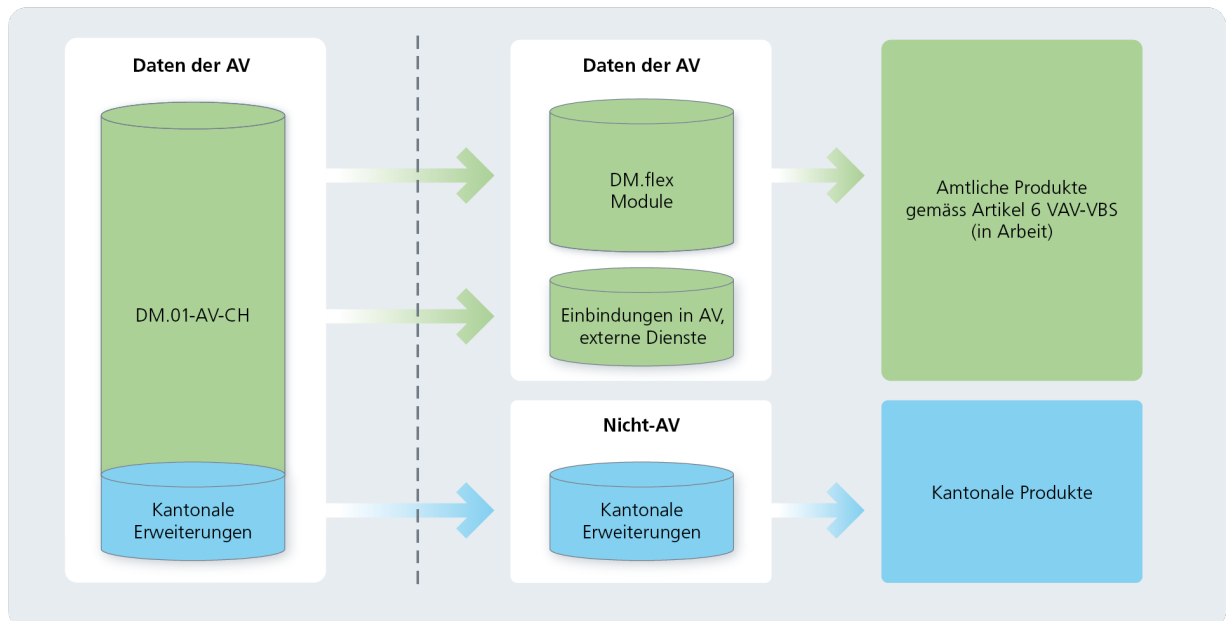 Daten der AV
DM.01-AV-CH
Kantonale
Erweiterungen
Daten der AV
DM.flex
Module
Einbindungen in AV,
externe Dienste
Nicht-AV
Kantonale
Erweiterungen
Amtliche Produkte
gemäss Artikel 6 VAV-VBS
(in Arbeit)
Kantonale Produkte